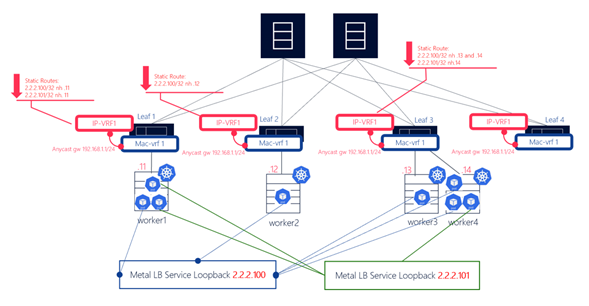 Static Route:
2.2.2.100/32 nh .13 and .14
2.2.2.101/32 nh.14
Static Routes:
2.2.2.100/32 nh .11
2.2.2.101/32 nh .11
Static Route:
2.2.2.100/32 nh .12
Leaf 1
Leaf 2
Leaf 3
Leaf 4
IP-VRF1
IP-VRF1
IP-VRF1
IP-VRF1
Mac-vrf 1
Mac-vrf 1
Mac-vrf 1
Mac-vrf 1
Anycast gw 192.168.1.1/24
Anycast gw 192.168.1.1/24
Anycast gw 192.168.1.1/24
Anycast gw 192.168.1.1/24
.11
.12
.13
.14
worker1
worker2
worker3
worker4
Metal LB Service Loopback 2.2.2.100
Metal LB Service Loopback 2.2.2.101